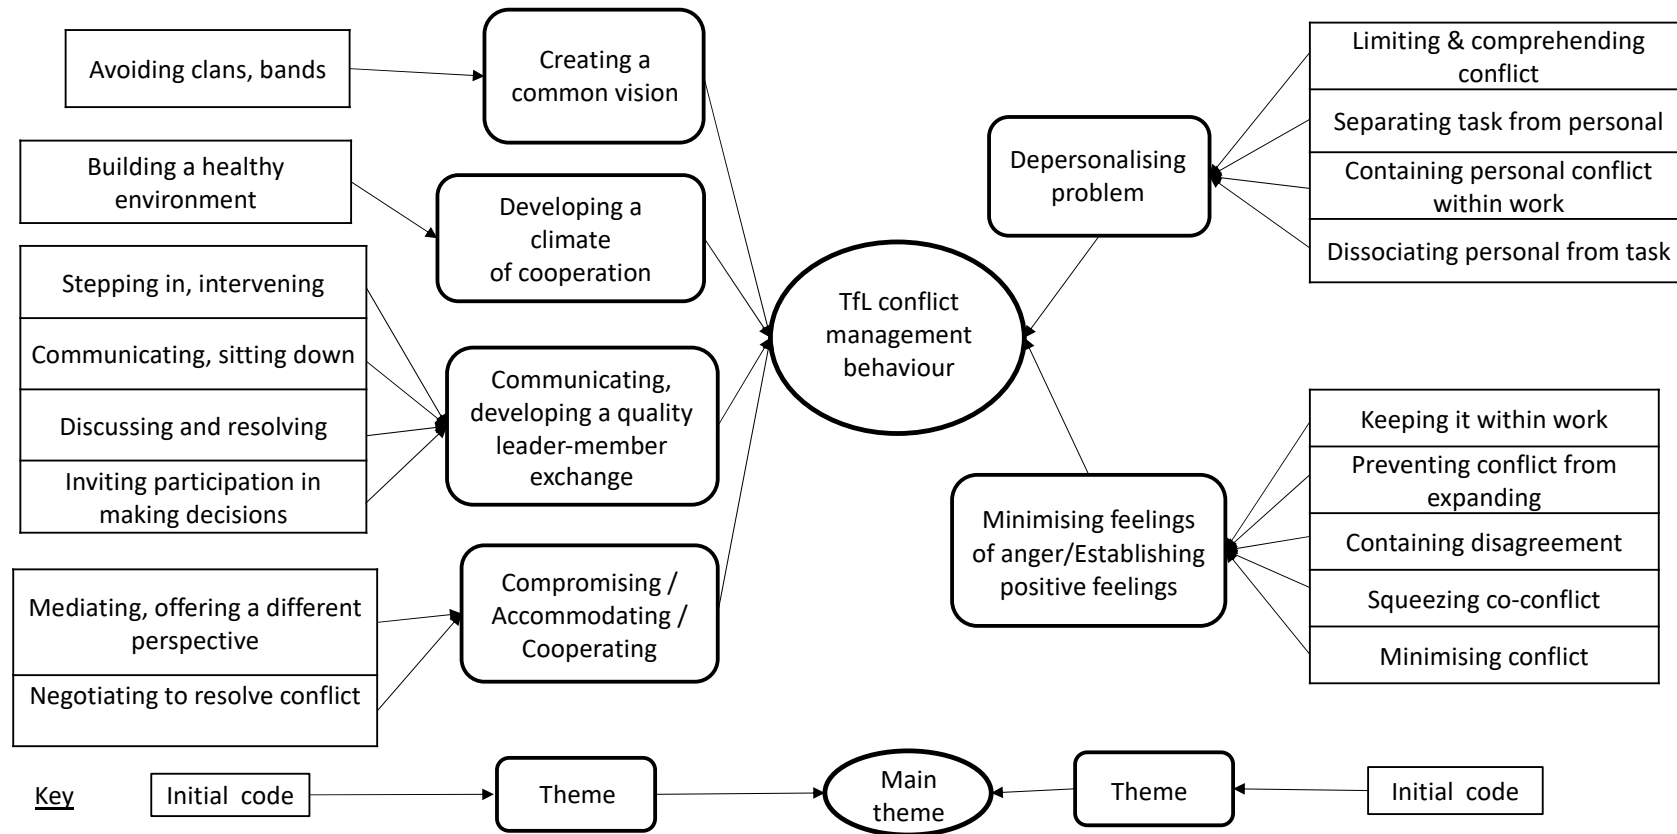 Avoiding clans, bands
Building a healthy
environment
Stepping in, intervening
Communicating, sitting down
Discussing and resolving
Inviting participation in
making decisions
Mediating, offering a different
perspective
Negotiating to resolve conflict
Creating a
common vision
Developing a
climate
of cooperation
Communicating,
developing a quality
leader-member
exchange
Compromising /
Accommodating /
Cooperating
TfL conflict
management
behaviour
Depersonalising
problem
Minimising feelings
of anger/Establishing
positive feelings
Limiting & comprehending
conflict
Separating task from personal
Containing personal conflict
within work
Dissociating personal from task
Keeping it within work
Preventing conflict from
expanding
Containing disagreement
Squeezing co-conflict
Minimising conflict
Key
Initial code
Theme
Main
theme
Theme
Initial code